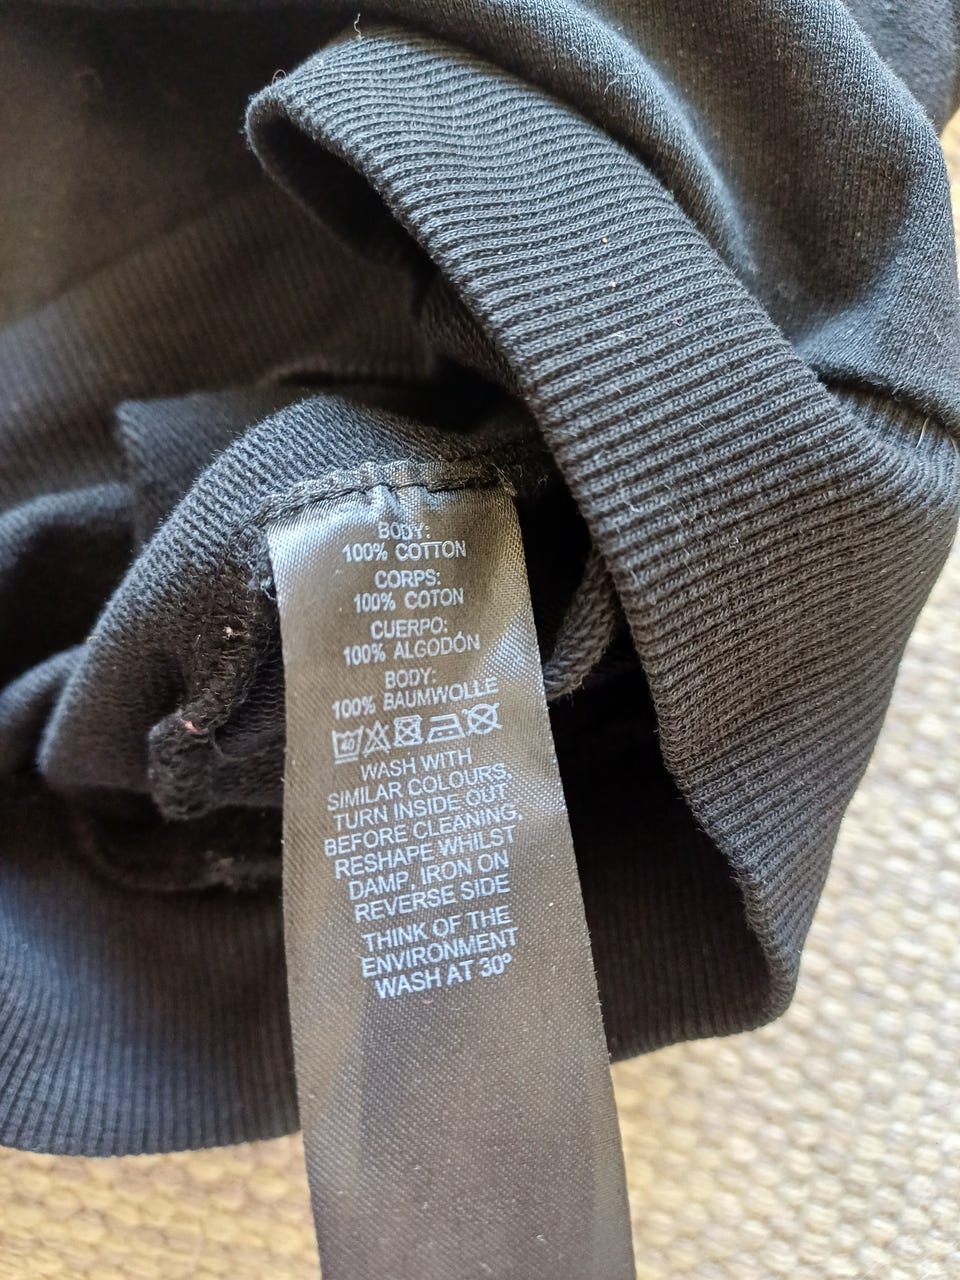 BODY:
100% COTTON
CORPS:
100% COTON
CUERPO:
100% ALGODÓN
BODY:
100% BAUMWOLLE
40
WASH WITH
SIMILAR COLOURS,
TURN INSIDE OUT
BEFORE CLEANING,
RESHAPE WHILST
DAMP, IRON ON
REVERSE SIDE
THINK OF THE
ENVIRONMENT
WASH AT 30°